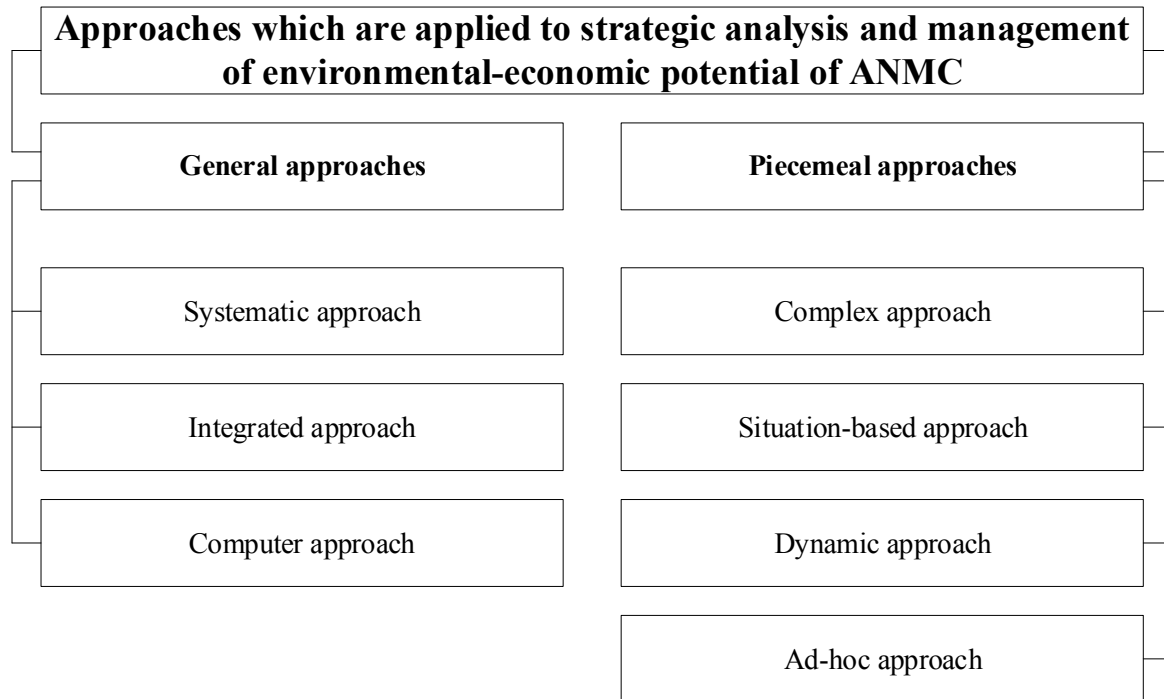 Approaches which are applied to strategic analysis and management
of environmental-economic potential of ANMC
General approaches
Piecemeal approaches
Systematic approach
Complex approach
Integrated approach
Situation-based approach
Computer approach
Dynamic approach
Ad-hoc approach